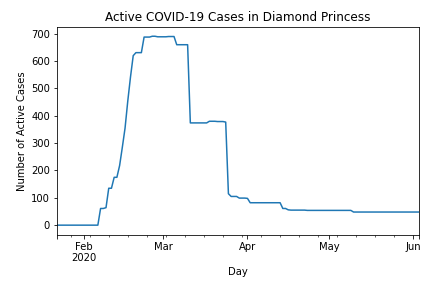 Active COVID-19 Cases in Diamond Princess
Number of Active Cases
700
600
500
400
300
200
100
0
Feb Mar Apr May Jun
2020
Day